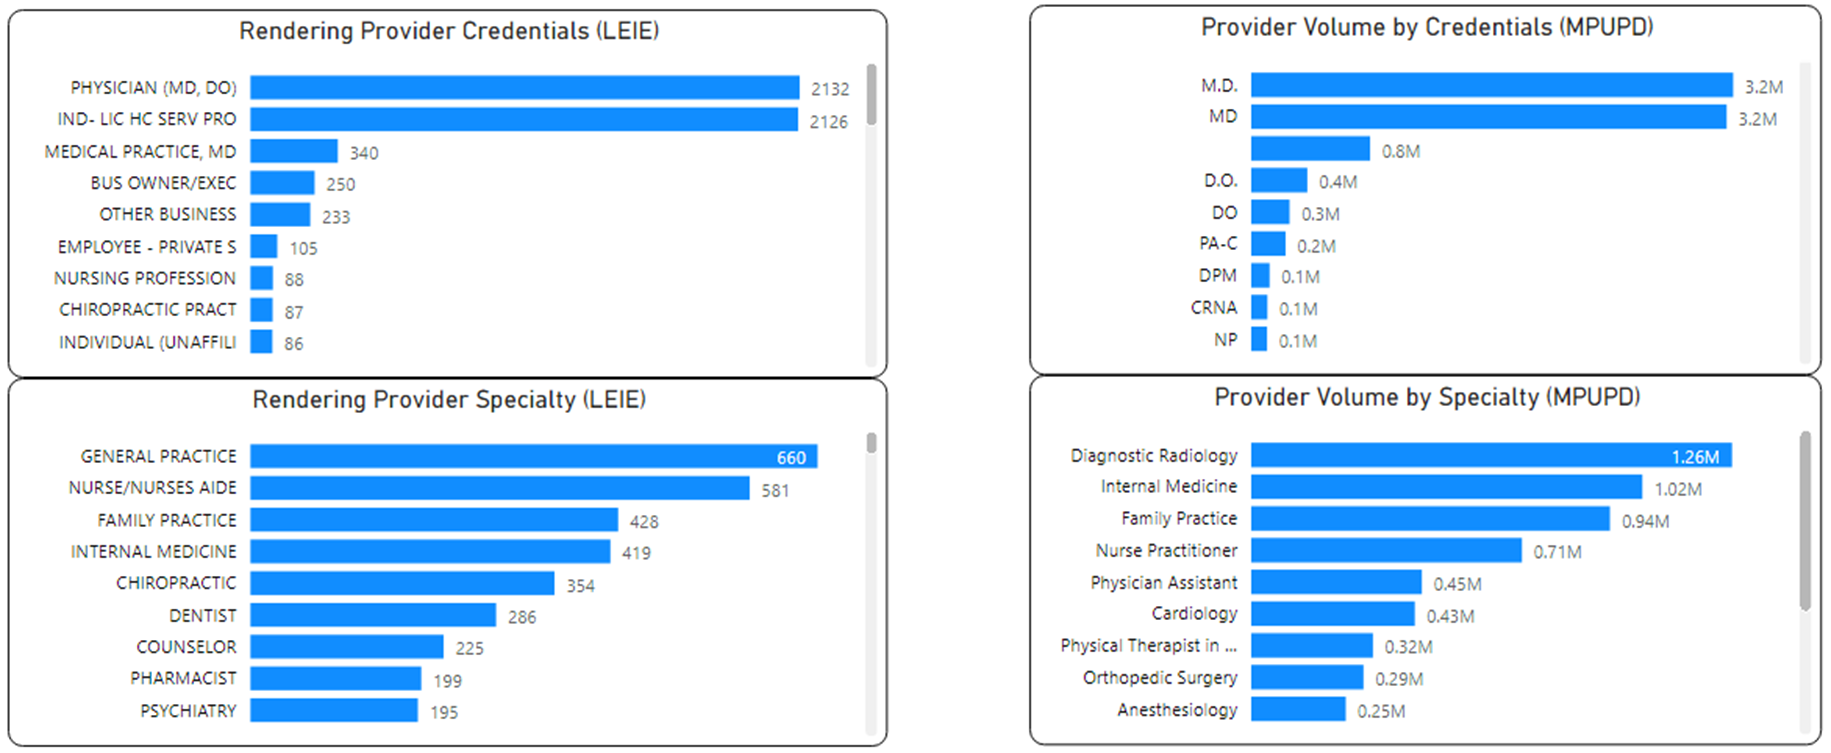 Rendering Provider Credentials (LEIE)
PHYSICIAN (MD, DO) 2132
IND- LIC HC SERV PRO 2126
MEDICAL PRACTICE, MD 340
BUS OWNER/EXEC 250
OTHER BUSINESS 233
EMPLOYEE - PRIVATE S 105
NURSING PROFESSION 88
CHIROPRACTIC PRACT 87
INDIVIDUAL (UNAFFILI 86
Provider Volume by Credentials (MPUPD)
M.D. 3.2M
MD 3.2M
0.8M
D.O. 0.4M
DO 0.3M
PA-C 0.2M
DPM 0.1M
CRNA 0.1M
NP 0.1M
Rendering Provider Specialty (LEIE)
GENERAL PRACTICE 660
NURSE/NURSES AIDE 581
FAMILY PRACTICE 428
INTERNAL MEDICINE 419
CHIROPRACTIC 354
DENTIST 286
COUNSELOR 225
PHARMACIST 199
PSYCHIATRY 195
Provider Volume by Specialty (MPUPD)
Diagnostic Radiology 1.26M
Internal Medicine 1.02M
Family Practice 0.94M
Nurse Practitioner 0.71M
Physician Assistant 0.45M
Cardiology 0.43M
Physical Therapist in ... 0.32M
Orthopedic Surgery 0.29M
Anesthesiology 0.25M